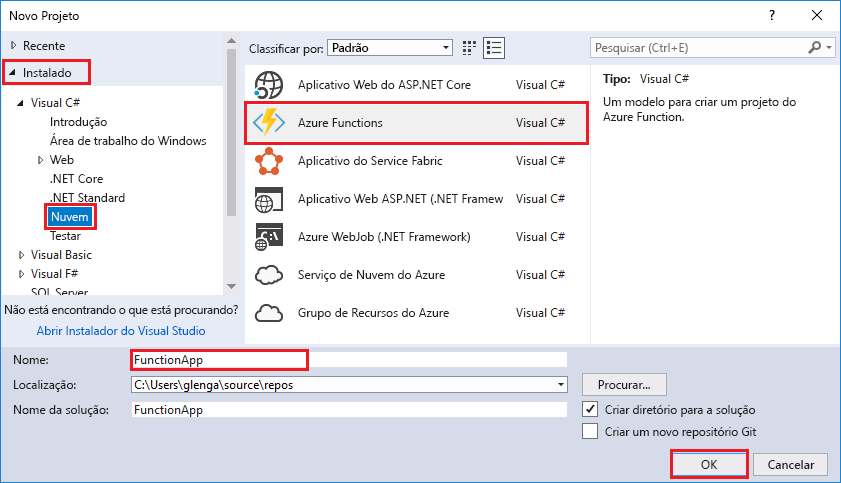 Novo Projeto
?
Recente
Instalado
Visual C#
Introdução
Área de trabalho do Windows
Web
.NET Core
.NET Standard
Nuvem
Testar
Visual Basic
Visual F#
SQL Server
Não está encontrando o que está procurando?
Abrir Instalador do Visual Studio
Classificar por: Padrão
Aplicativo Web do ASP.NET Core Visual C#
Azure Functions Visual C#
Aplicativo do Service Fabric Visual C#
Aplicativo Web ASP.NET (.NET Framew Visual C#
Azure WebJob (.NET Framework) Visual C#
Serviço de Nuvem do Azure Visual C#
Grupo de Recursos do Azure Visual C#
Pesquisar (Ctrl+E)
Tipo: Visual C#
Um modelo para criar um projeto do
Azure Function.
Nome: FunctionApp
Localização: C:\Users\glenga\source\repos Procurar...
Nome da solução: FunctionApp
Criar diretório para a solução
Criar um novo repositório Git
OK Cancelar